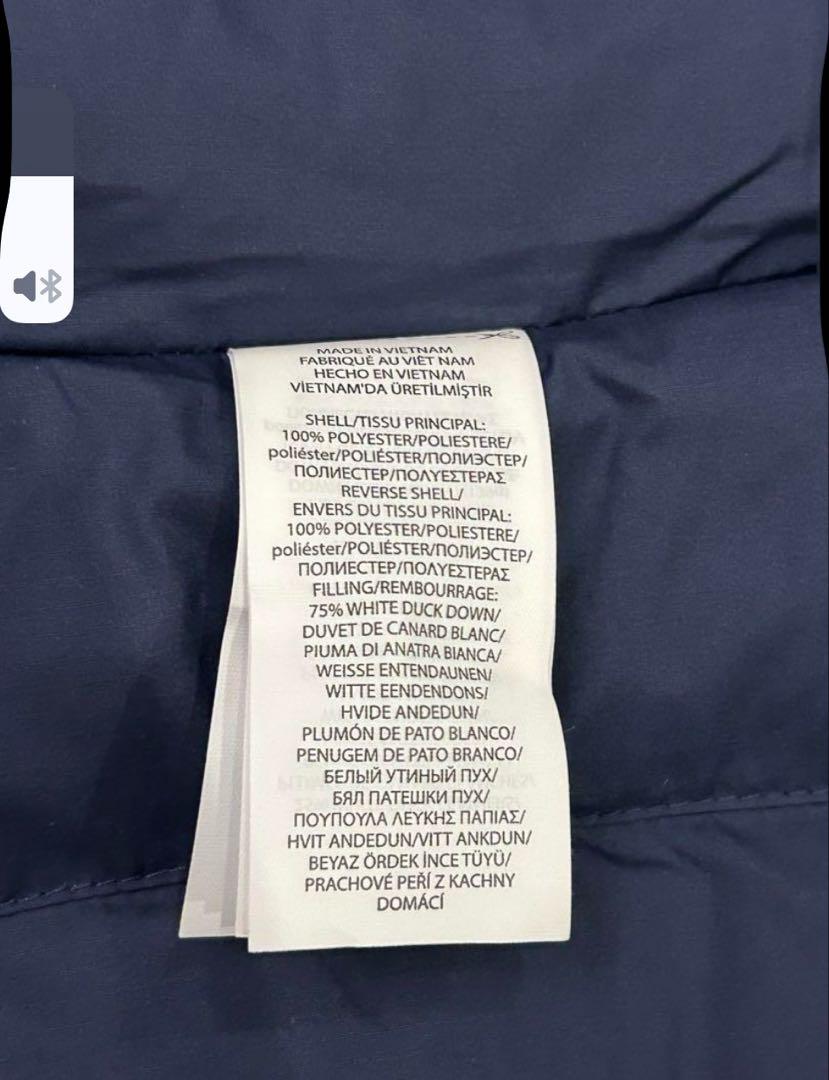 MADE IN VIETNAM
FABRIQUÉ AU VIÊT NAM
HECHO EN VIETNAM
VİETNAM'DA ÜRETİLMİŞTİR
SHELL/TISSU PRINCIPAL:
100% POLYESTER/POLIESTERE/
poliéster/POLIÉSTER/ПОЛИЭСТЕР/
ПОЛИЕСТЕР/ΠΟΛΥΕΣΤΕΡΑΣ
REVERSE SHELL/
ENVERS DU TISSU PRINCIPAL:
100% POLYESTER/POLIESTERE/
poliéster/POLIÉSTER/ПОЛИЭСТЕР/
ПОЛИЕСТЕР/ΠΟΛΥΕΣΤΕΡΑΣ
FILLING/REMBOURRAGE:
75% WHITE DUCK DOWN/
DUVET DE CANARD BLANC/
PIUMA DI ANATRA BIANCA/
WEISSE ENTENDAUNEN/
WITTE EENDENDONS/
HVIDE ANDEDUN/
PLUMÓN DE PATO BLANCO/
PENUGEM DE PATO BRANCO/
БЕЛЫЙ УТИНЫЙ ПУХ/
БЯЛ ПАТЕШКИ ПУХ/
ΠΟΥΠΟΥΛΑ ΛΕΥΚΗΣ ΠΑΠΙΑΣ/
HVIT ANDEDUN/VITT ANKDUN/
BEYAZ ÖRDEK İNCE TÜYÜ/
PRACHOVÉ PEŘÍ Z KACHNY
DOMÁCÍ